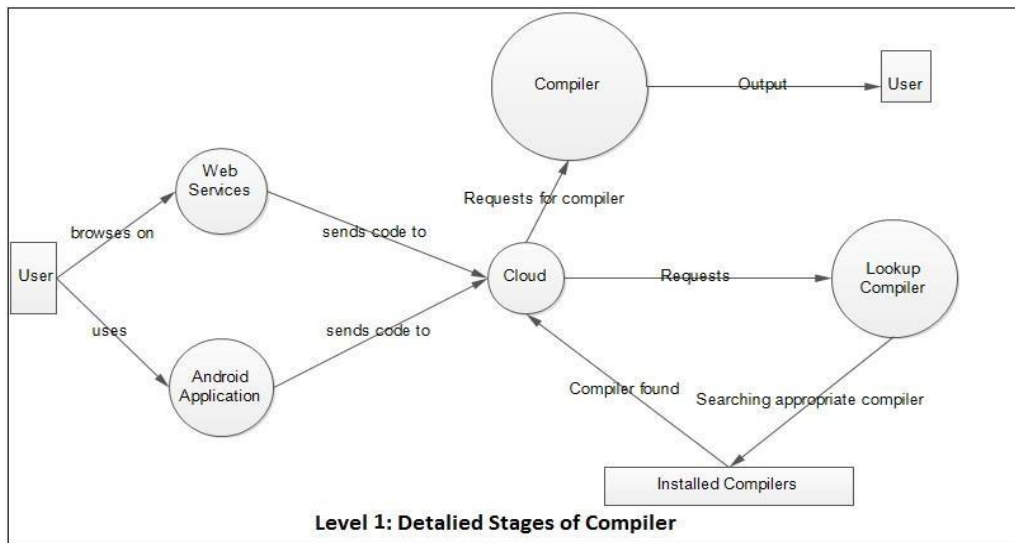 Compiler
Output
User
Web
Services
Requests for compiler
browses on
sends code to
User
Cloud
Requests
Lookup
Compiler
uses
sends code to
Android
Application
Compiler found
Searching appropriate compiler
Installed Compilers
Level 1: Detalied Stages of Compiler